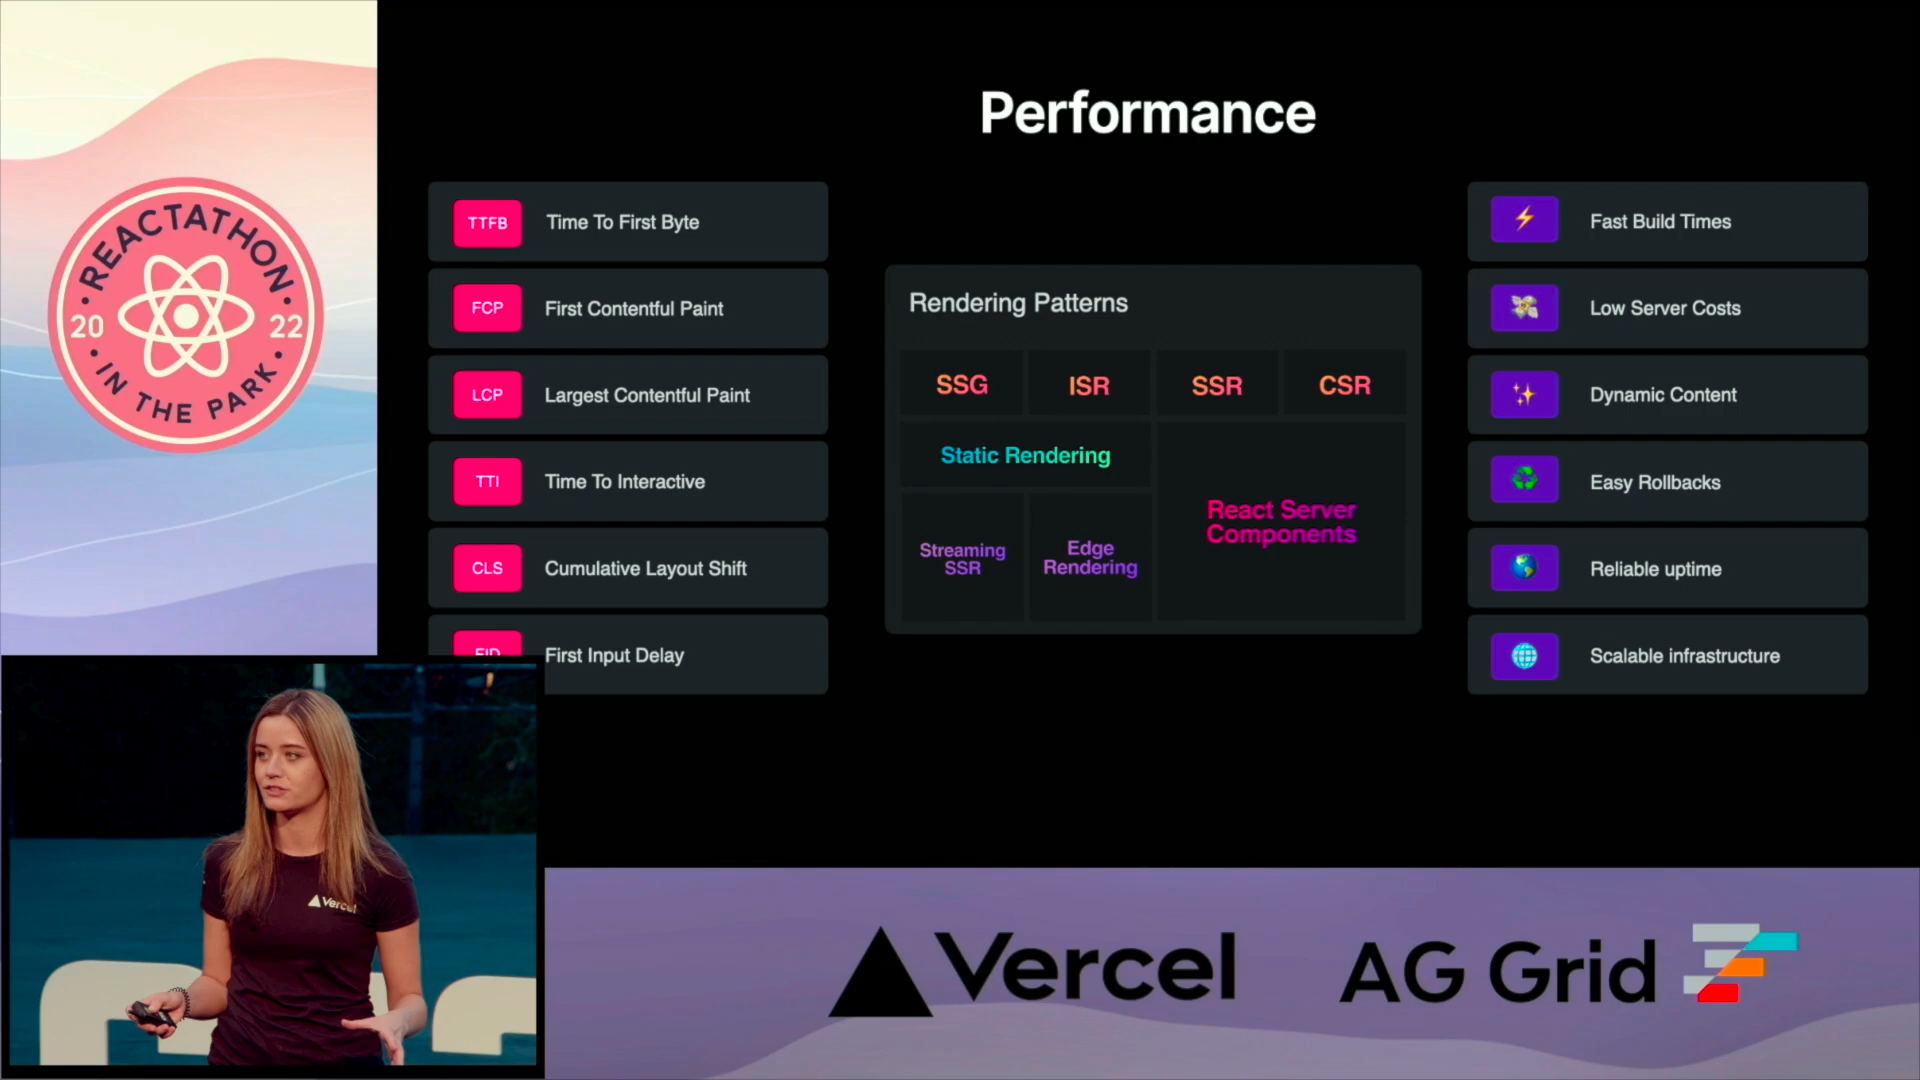 REACTATHON
20 22
IN THE PARK
Performance
TTFB Time To First Byte
FCP First Contentful Paint
LCP Largest Contentful Paint
TTI Time To Interactive
CLS Cumulative Layout Shift
FID First Input Delay
Rendering Patterns
SSG ISR SSR CSR
Static Rendering
Streaming
SSR
Edge
Rendering
React Server
Components
Fast Build Times
Low Server Costs
Dynamic Content
Easy Rollbacks
Reliable uptime
Scalable infrastructure
Vercel
Vercel
AG Grid